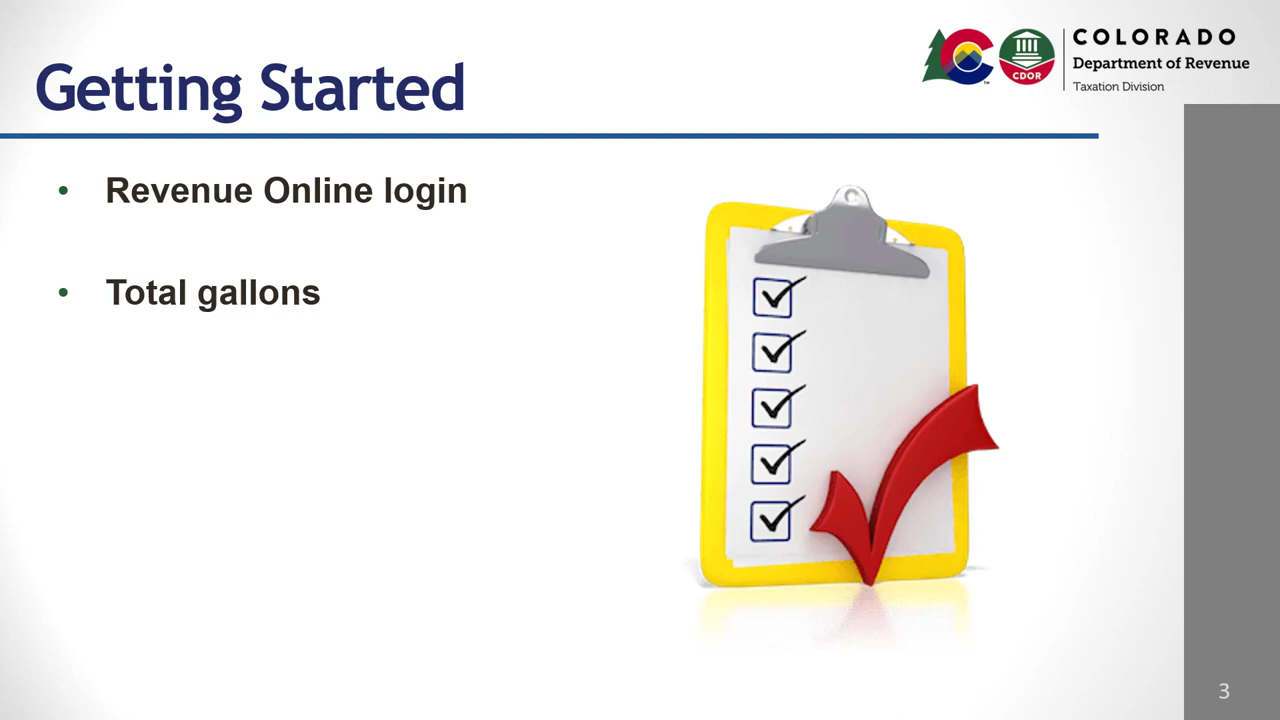 Getting Started
COLORADO
Department of Revenue
Taxation Division
CDOR
• Revenue Online login
• Total gallons
3